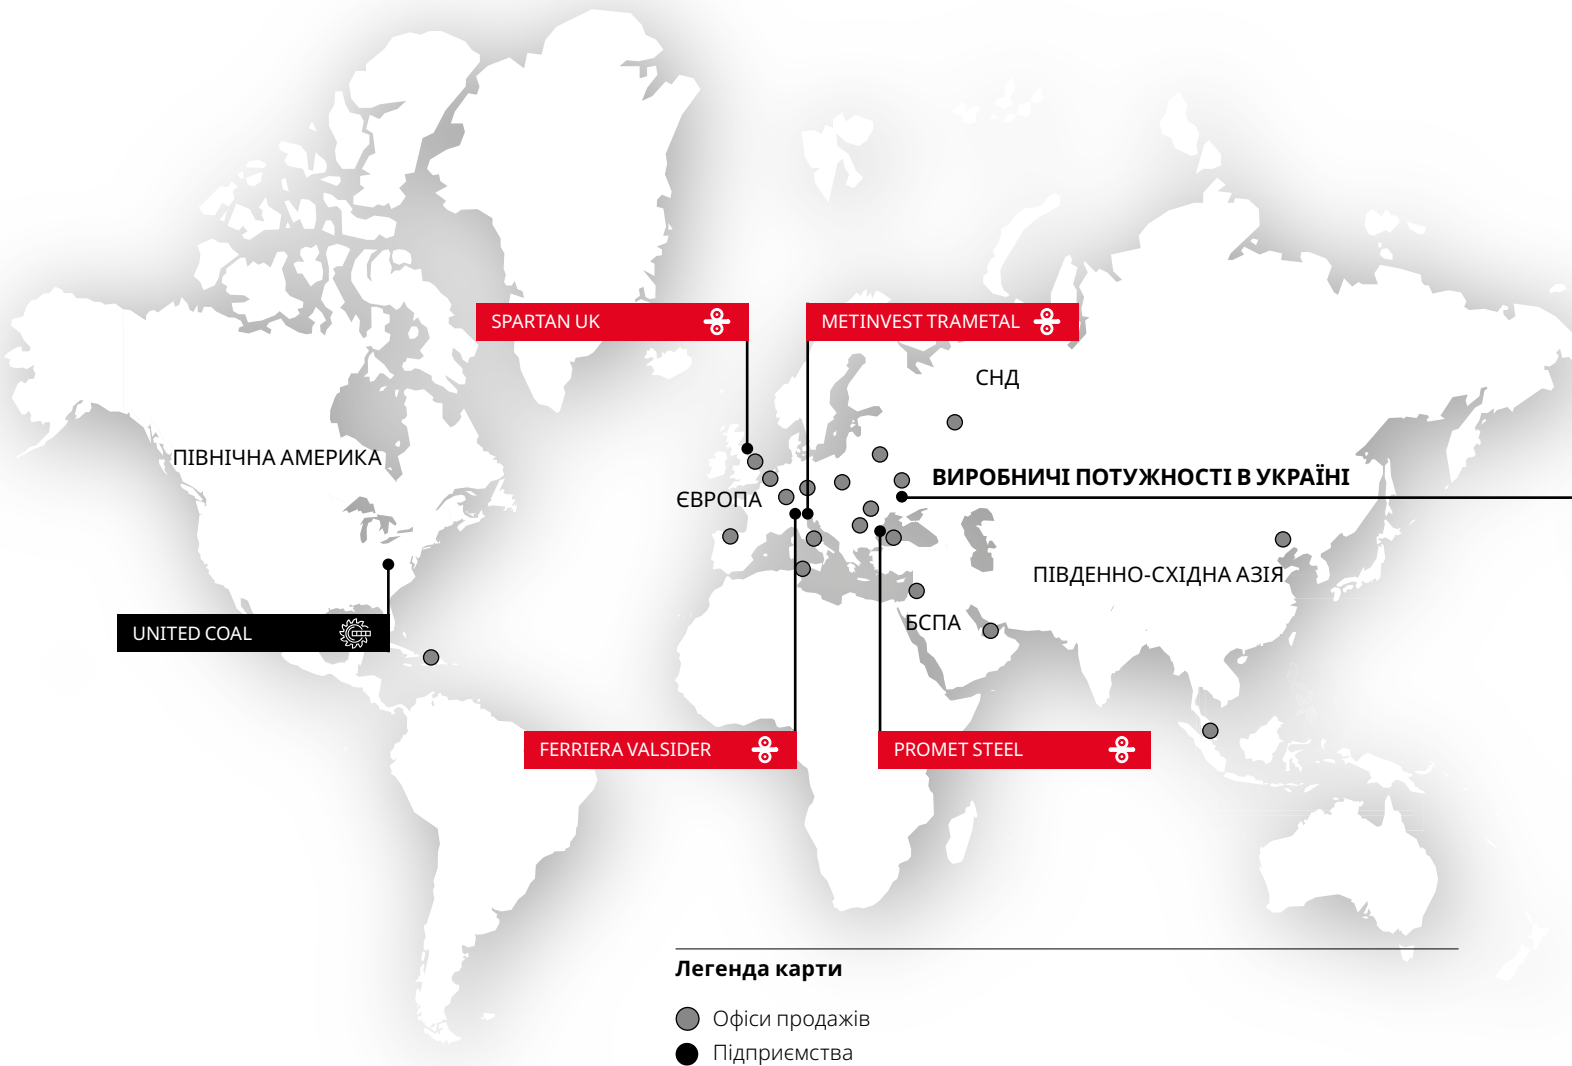 SPARTAN UK
METINVEST TRAMETAL
СНД
ПІВНІЧНА АМЕРИКА
ЄВРОПА
ВИРОБНИЧІ ПОТУЖНОСТІ В УКРАЇНІ
ПІВДЕННО-СХІДНА АЗІЯ
БСПА
UNITED COAL
FERRIERA VALSIDER
PROMET STEEL
Легенда карти
Офіси продажів
Підприємства